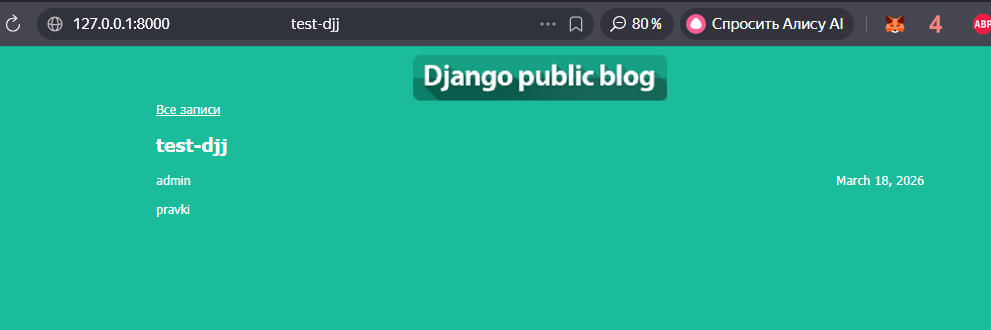 127.0.0.1:8000 test-djj 80 % Спросить Алису AI 4 ABP
Django public blog
Все записи
test-djj
admin March 18, 2026
pravki